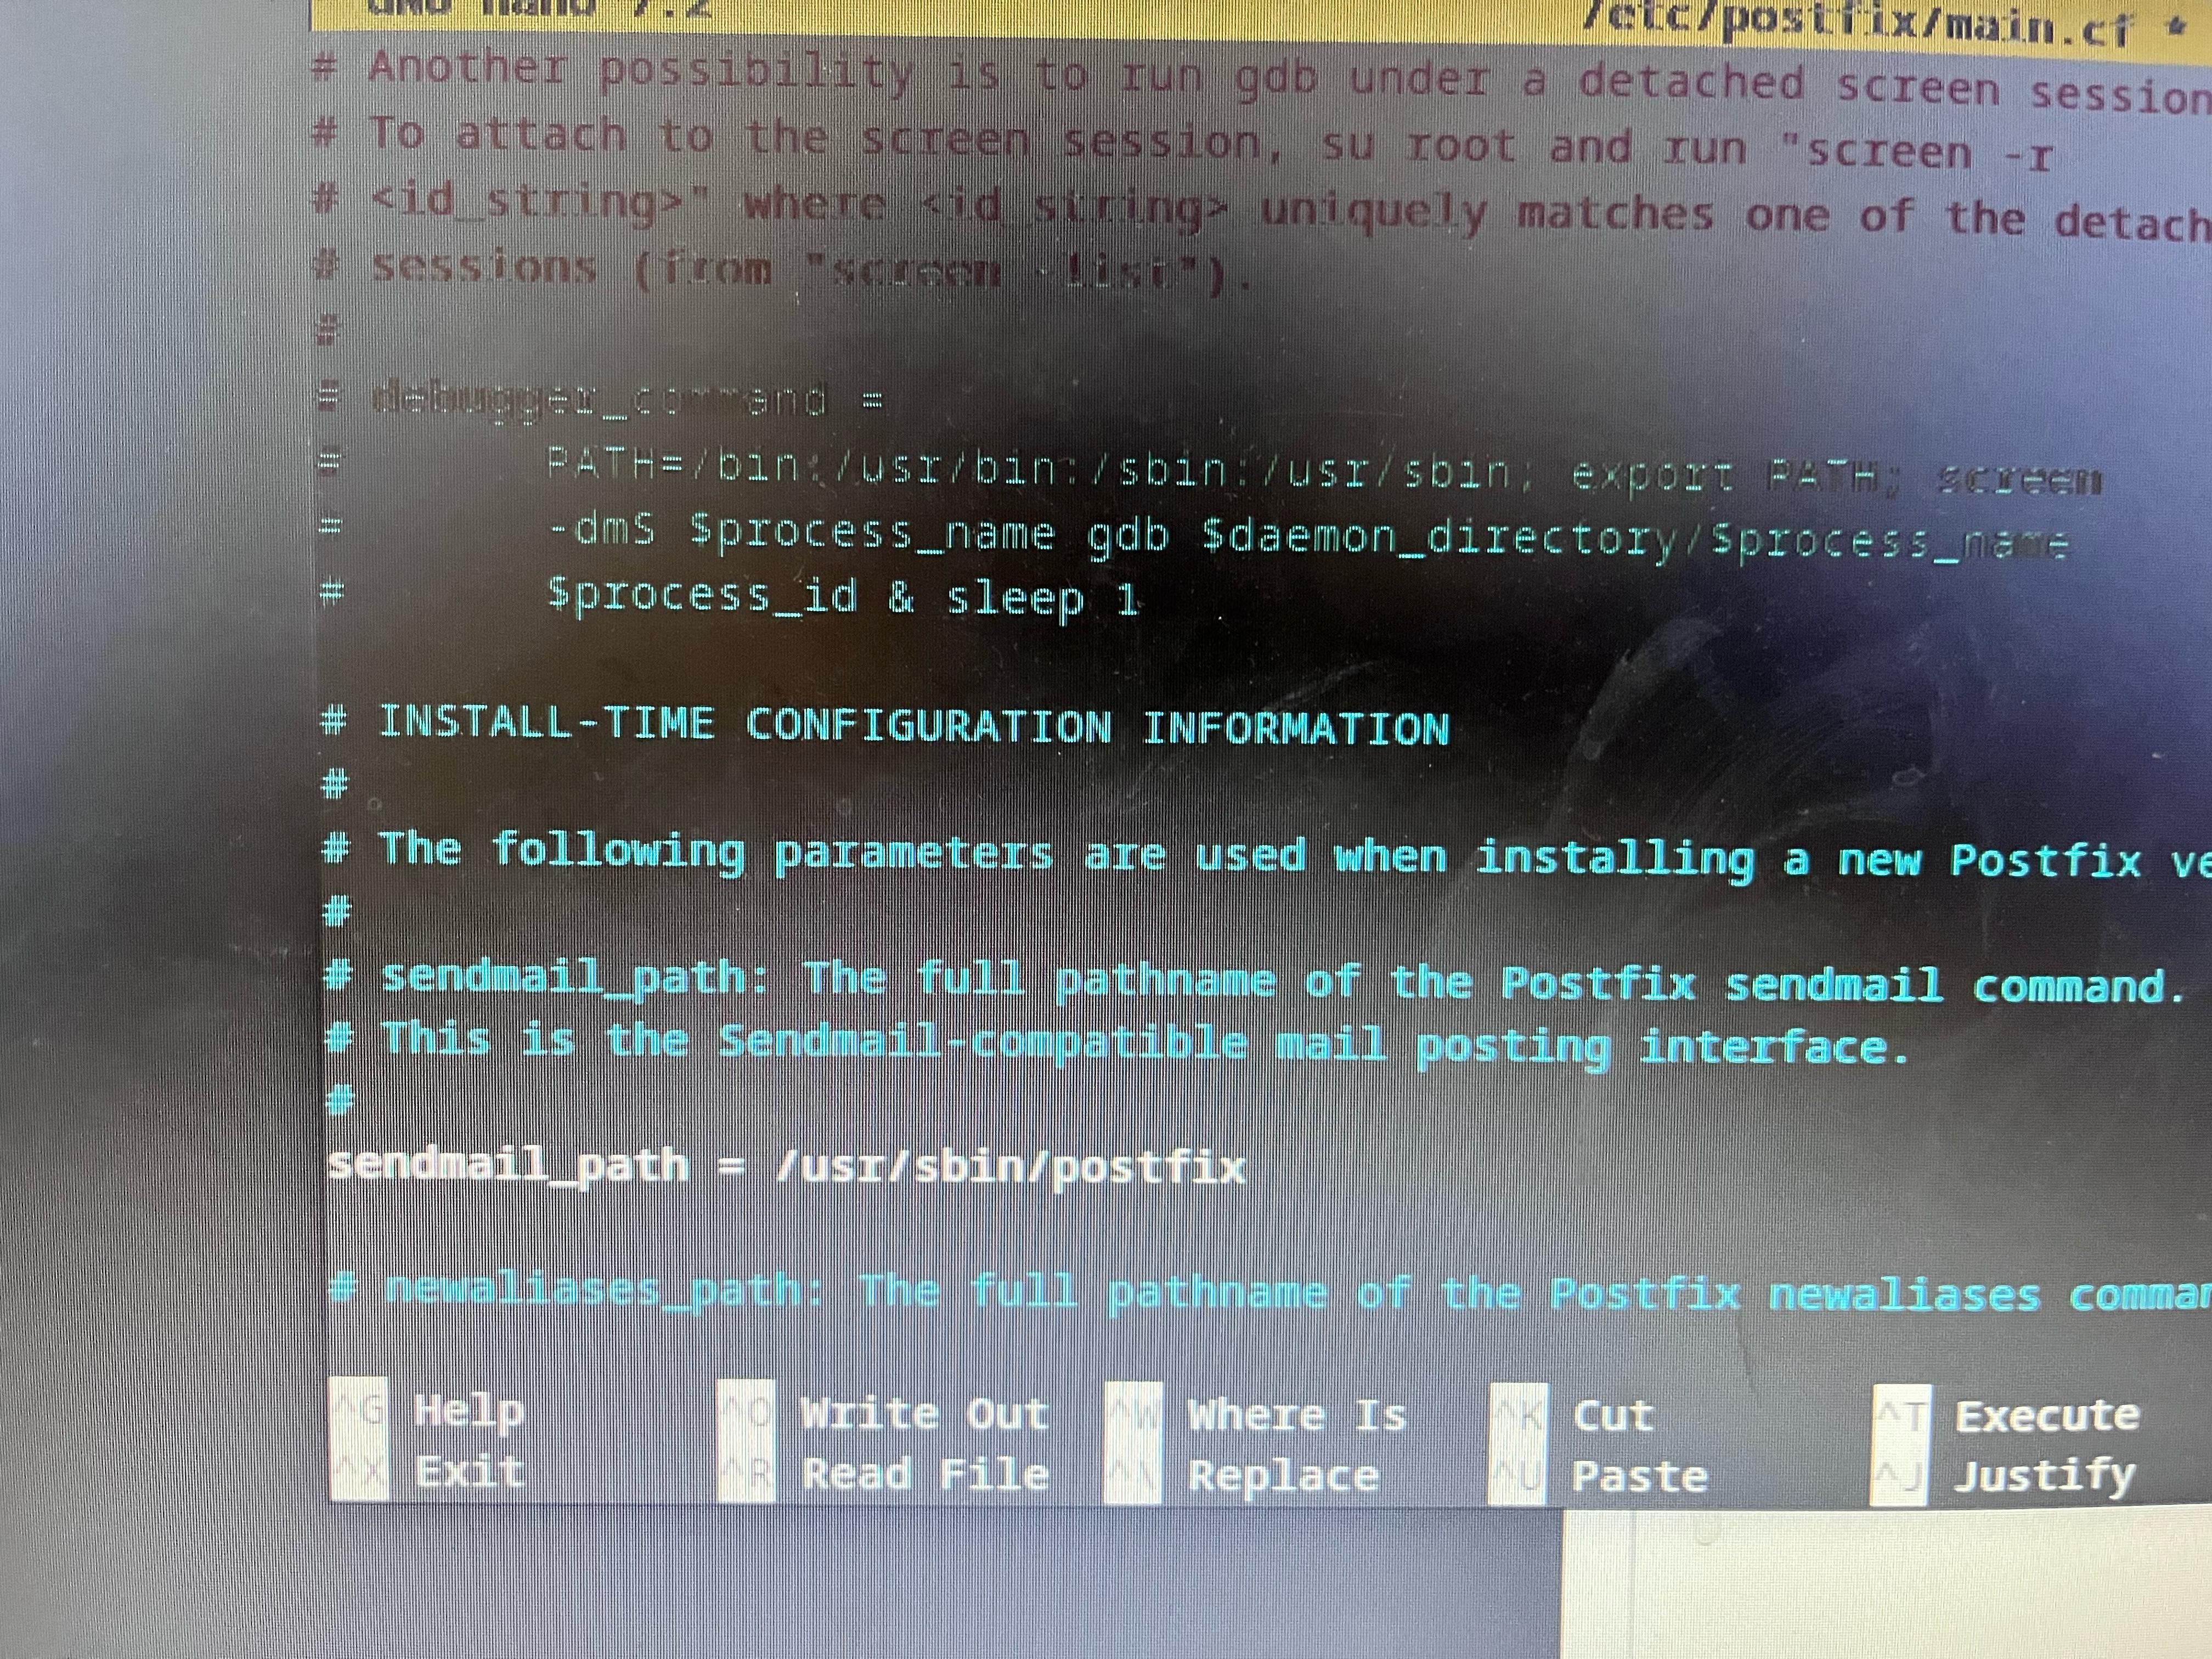 GNU nano 7.2 /etc/postfix/main.cf *
# Another possibility is to run gdb under a detached screen session
# To attach to the screen session, su root and run "screen -r
# <id_string>" where <id_string> uniquely matches one of the detach
# sessions (from "screen -list").
#
# debugger_command =
# PATH=/bin:/usr/bin:/sbin:/usr/sbin; export PATH; screen
# -dmS $process_name gdb $daemon_directory/$process_name
# $process_id & sleep 1
# INSTALL-TIME CONFIGURATION INFORMATION
#
# The following parameters are used when installing a new Postfix ve
#
# sendmail_path: The full pathname of the Postfix sendmail command.
# This is the Sendmail-compatible mail posting interface.
#
sendmail_path = /usr/sbin/postfix
# newaliases_path: The full pathname of the Postfix newaliases comman
^G Help ^O Write Out ^W Where Is ^K Cut ^T Execute
^X Exit ^R Read File ^\ Replace ^U Paste ^J Justify